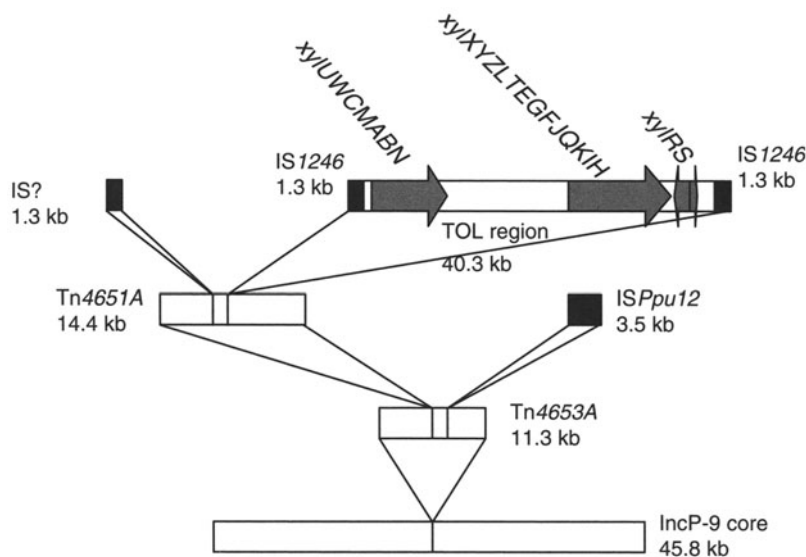 xylUWCMABN
xylXYZLTEGFJQKIH
xylRS
IS?
1.3 kb
IS1246
1.3 kb
IS1246
1.3 kb
TOL region
40.3 kb
Tn4651A
14.4 kb
ISPpu12
3.5 kb
Tn4653A
11.3 kb
IncP-9 core
45.8 kb